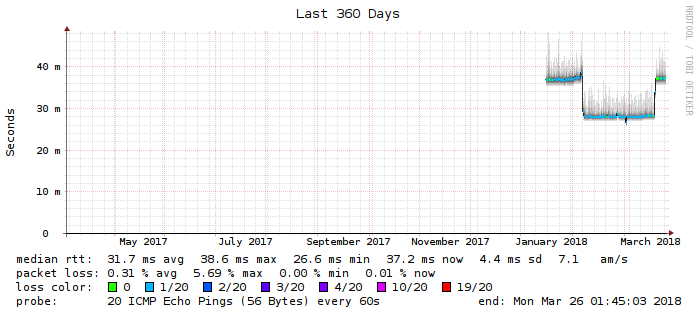 Last 360 Days
RRDTOOL / TOBI OETIKER
Seconds
40 m
30 m
20 m
10 m
0
May 2017 July 2017 September 2017 November 2017 January 2018 March 2018
median rtt: 31.7 ms avg 38.6 ms max 26.6 ms min 37.2 ms now 4.4 ms sd 7.1 am/s
packet loss: 0.31 % avg 5.69 % max 0.00 % min 0.01 % now
loss color: 0 1/20 2/20 3/20 4/20 10/20 19/20
probe: 20 ICMP Echo Pings (56 Bytes) every 60s end: Mon Mar 26 01:45:03 2018